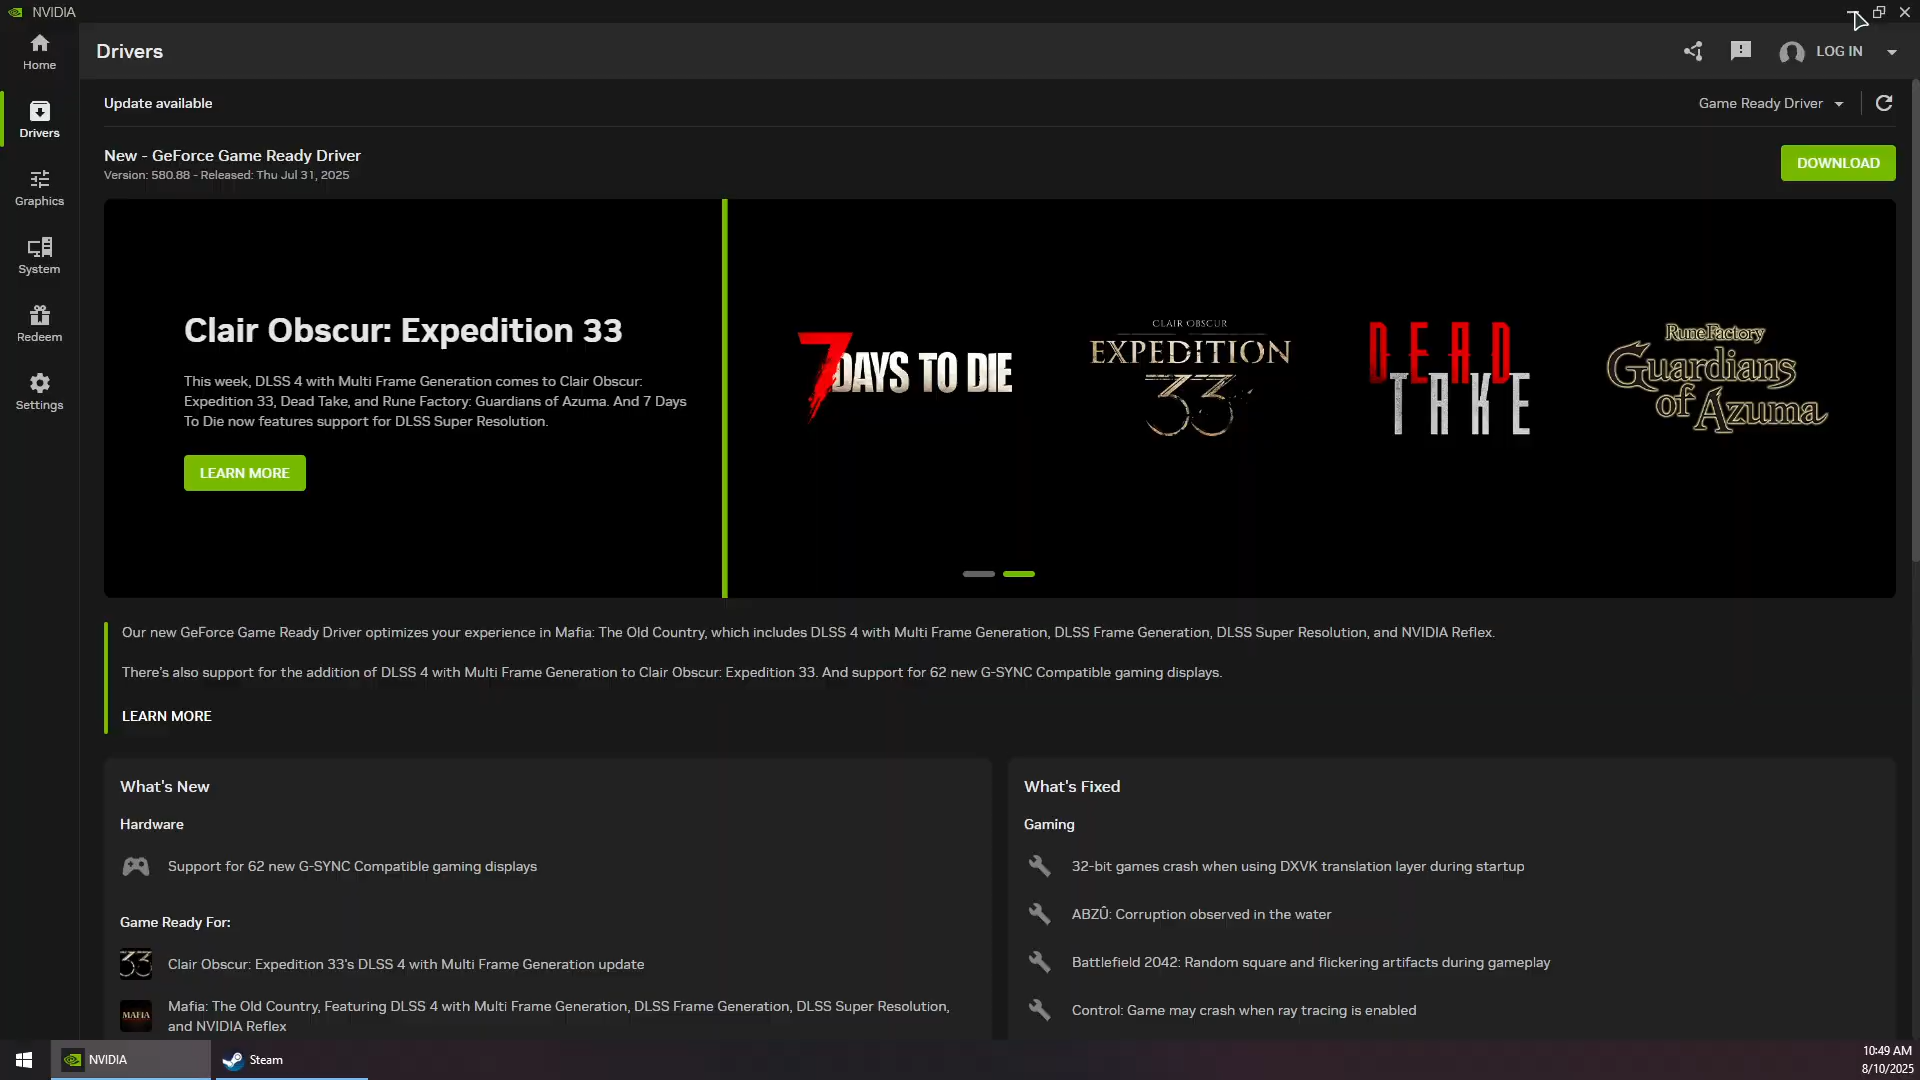 NVIDIA
Home
Drivers
Graphics
System
Redeem
Settings
Drivers
LOG IN
Update available
Game Ready Driver
New - GeForce Game Ready Driver
Version: 580.88 - Released: Thu Jul 31, 2025
DOWNLOAD
Clair Obscur: Expedition 33
This week, DLSS 4 with Multi Frame Generation comes to Clair Obscur:
Expedition 33, Dead Take, and Rune Factory: Guardians of Azuma. And 7 Days
To Die now features support for DLSS Super Resolution.
LEARN MORE
7 DAYS TO DIE
CLAIR OBSCUR
EXPEDITION
33
DEAD
TAKE
Rune Factory
Guardians
of Azuma
Our new GeForce Game Ready Driver optimizes your experience in Mafia: The Old Country, which includes DLSS 4 with Multi Frame Generation, DLSS Frame Generation, DLSS Super Resolution, and NVIDIA Reflex.
There's also support for the addition of DLSS 4 with Multi Frame Generation to Clair Obscur: Expedition 33. And support for 62 new G-SYNC Compatible gaming displays.
LEARN MORE
What's New
Hardware
Support for 62 new G-SYNC Compatible gaming displays
Game Ready For:
33
Clair Obscur: Expedition 33's DLSS 4 with Multi Frame Generation update
MAFIA
Mafia: The Old Country, Featuring DLSS 4 with Multi Frame Generation, DLSS Frame Generation, DLSS Super Resolution,
and NVIDIA Reflex
What's Fixed
Gaming
32-bit games crash when using DXVK translation layer during startup
ABZÛ: Corruption observed in the water
Battlefield 2042: Random square and flickering artifacts during gameplay
Control: Game may crash when ray tracing is enabled
NVIDIA
Steam
10:49 AM
8/10/2025